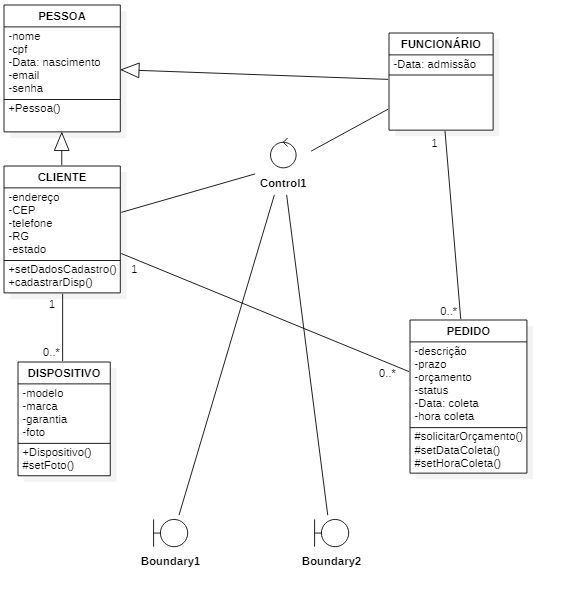 PESSOA
-nome
-cpf
-Data: nascimento
-email
-senha
+Pessoa()
FUNCIONÁRIO
-Data: admissão
1
Control1
CLIENTE
-endereço
-CEP
-telefone
-RG
-estado
+setDadosCadastro()
+cadastrarDisp()
1
1
0..*
0..*
0..*
PEDIDO
-descrição
-prazo
-orçamento
-status
-Data: coleta
-hora coleta
#solicitarOrçamento()
#setDataColeta()
#setHoraColeta()
DISPOSITIVO
-modelo
-marca
-garantia
-foto
+Dispositivo()
#setFoto()
Boundary1
Boundary2